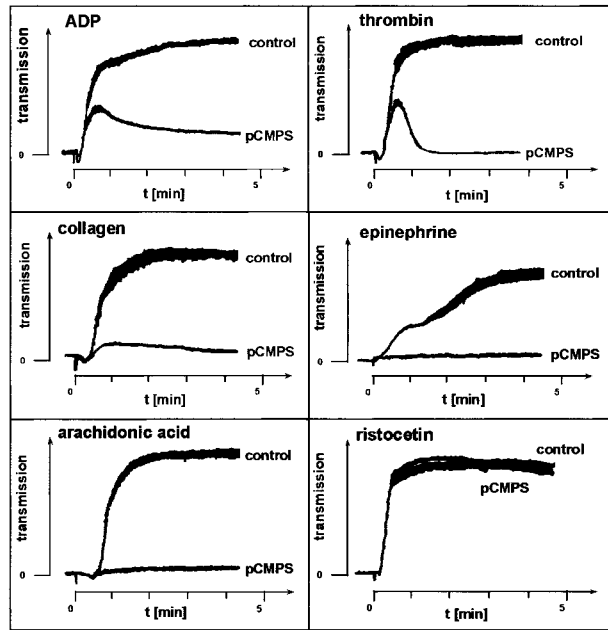 ADP
transmission
control
pCMPS
0
0
5
t [min]
thrombin
transmission
control
pCMPS
0
0
5
t [min]
collagen
transmission
control
pCMPS
0
0
5
t [min]
epinephrine
transmission
control
pCMPS
0
0
5
t [min]
arachidonic acid
transmission
control
pCMPS
0
0
5
t [min]
ristocetin
transmission
control
pCMPS
0
0
5
t [min]